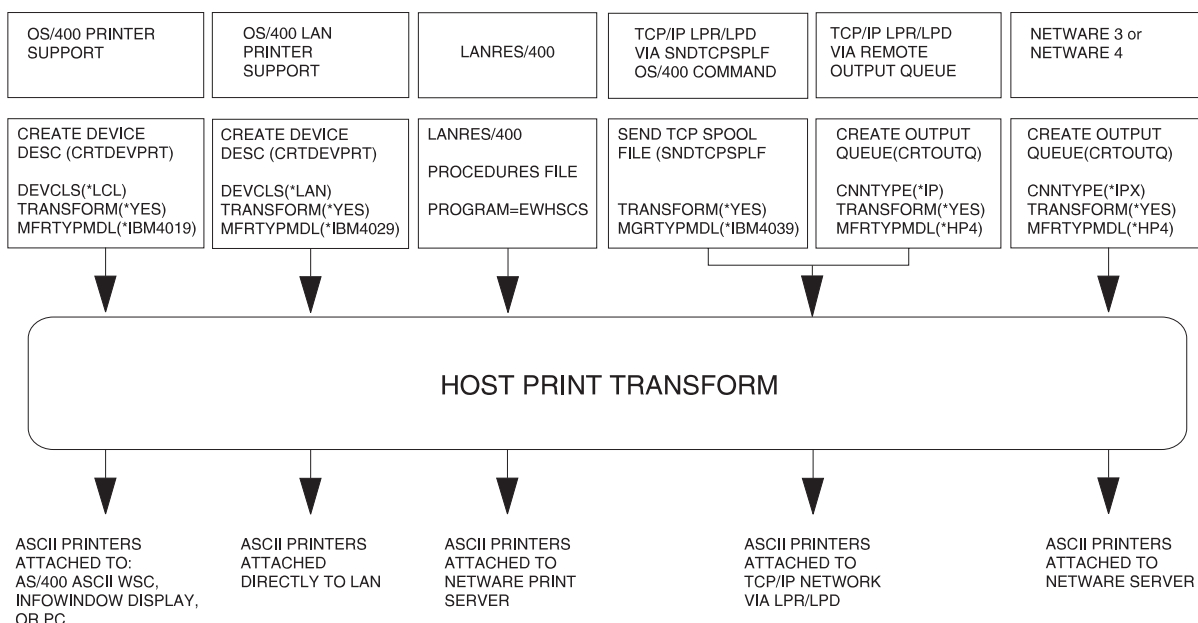 OS/400 PRINTER
SUPPORT
OS/400 LAN
PRINTER
SUPPORT
LANRES/400
TCP/IP LPR/LPD
VIA SNDTCPSPLF
OS/400 COMMAND
TCP/IP LPR/LPD
VIA REMOTE
OUTPUT QUEUE
NETWARE 3 or
NETWARE 4
CREATE DEVICE
DESC (CRTDEVPRT)
DEVCLS(*LCL)
TRANSFORM(*YES)
MFRTYPMDL(*IBM4019)
CREATE DEVICE
DESC (CRTDEVPRT)
DEVCLS(*LAN)
TRANSFORM(*YES)
MFRTYPMDL(*IBM4029)
LANRES/400
PROCEDURES FILE
PROGRAM=EWHSCS
SEND TCP SPOOL
FILE (SNDTCPSPLF
TRANSFORM(*YES)
MGRTYPMDL(*IBM4039)
CREATE OUTPUT
QUEUE(CRTOUTQ)
CNNTYPE(*IP)
TRANSFORM(*YES)
MFRTYPMDL(*HP4)
CREATE OUTPUT
QUEUE(CRTOUTQ)
CNNTYPE(*IPX)
TRANSFORM(*YES)
MFRTYPMDL(*HP4)
HOST PRINT TRANSFORM
ASCII PRINTERS
ATTACHED TO:
AS/400 ASCII WSC,
INFOWINDOW DISPLAY,
OR PC
ASCII PRINTERS
ATTACHED
DIRECTLY TO LAN
ASCII PRINTERS
ATTACHED TO
NETWARE PRINT
SERVER
ASCII PRINTERS
ATTACHED TO
TCP/IP NETWORK
VIA LPR/LPD
ASCII PRINTERS
ATTACHED TO
NETWARE SERVER